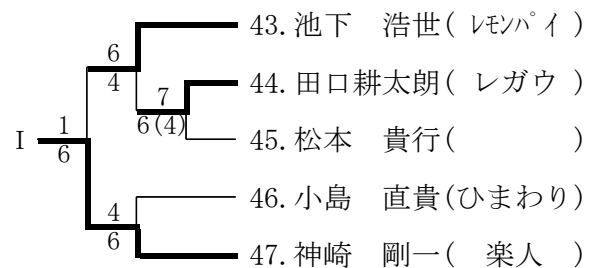 43.池下　浩世( ﾚﾓﾝﾊﾟｲ )
6
4
44.田口耕太朗( レガウ )
7
6(4)
I
1
6
45.松本　貴行(　　　　)
46.小島　直貴(ひまわり)
4
6
47.神崎　剛一(　楽人　)